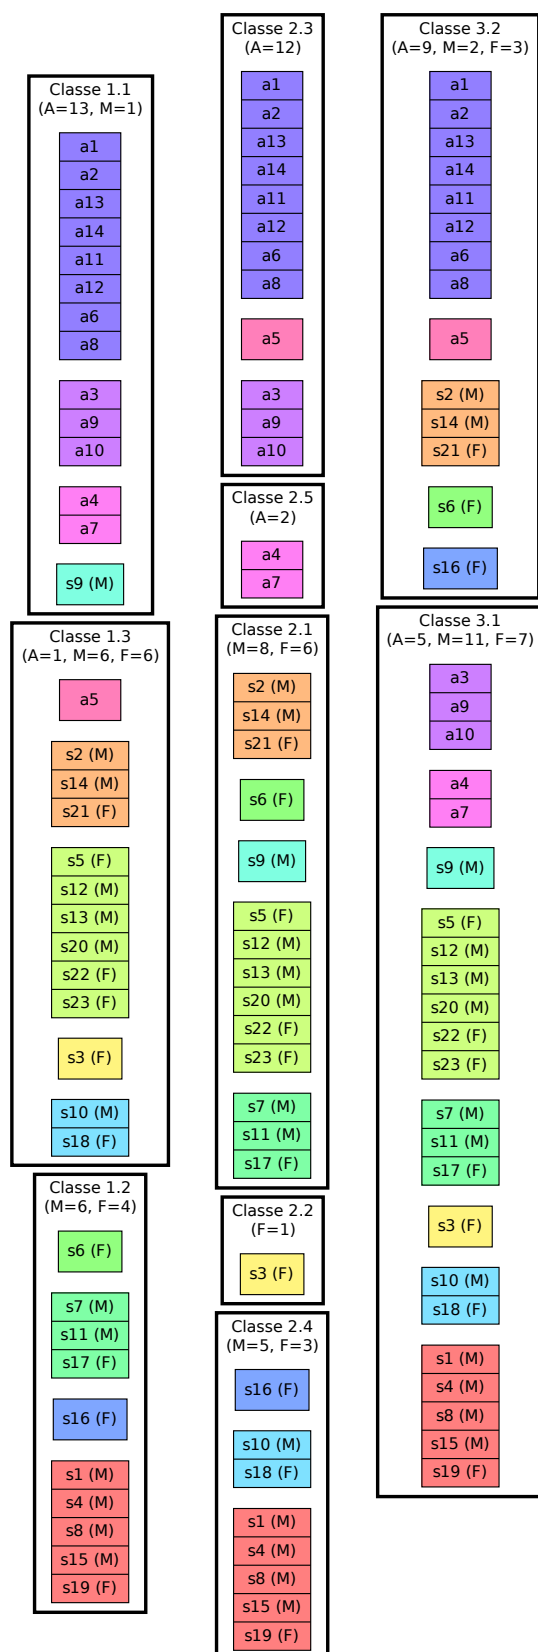 Classe 1.1
(A=13, M=1)
a1
a2
a13
a14
a11
a12
a6
a8
a3
a9
a10
a4
a7
s9 (M)
Classe 1.3
(A=1, M=6, F=6)
a5
s2 (M)
s14 (M)
s21 (F)
s5 (F)
s12 (M)
s13 (M)
s20 (M)
s22 (F)
s23 (F)
s3 (F)
s10 (M)
s18 (F)
Classe 1.2
(M=6, F=4)
s6 (F)
s7 (M)
s11 (M)
s17 (F)
s16 (F)
s1 (M)
s4 (M)
s8 (M)
s15 (M)
s19 (F)
Classe 2.3
(A=12)
a1
a2
a13
a14
a11
a12
a6
a8
a5
a3
a9
a10
Classe 2.5
(A=2)
a4
a7
Classe 2.1
(M=8, F=6)
s2 (M)
s14 (M)
s21 (F)
s6 (F)
s9 (M)
s5 (F)
s12 (M)
s13 (M)
s20 (M)
s22 (F)
s23 (F)
s7 (M)
s11 (M)
s17 (F)
Classe 2.2
(F=1)
s3 (F)
Classe 2.4
(M=5, F=3)
s16 (F)
s10 (M)
s18 (F)
s1 (M)
s4 (M)
s8 (M)
s15 (M)
s19 (F)
Classe 3.2
(A=9, M=2, F=3)
a1
a2
a13
a14
a11
a12
a6
a8
a5
s2 (M)
s14 (M)
s21 (F)
s6 (F)
s16 (F)
Classe 3.1
(A=5, M=11, F=7)
a3
a9
a10
a4
a7
s9 (M)
s5 (F)
s12 (M)
s13 (M)
s20 (M)
s22 (F)
s23 (F)
s7 (M)
s11 (M)
s17 (F)
s3 (F)
s10 (M)
s18 (F)
s1 (M)
s4 (M)
s8 (M)
s15 (M)
s19 (F)